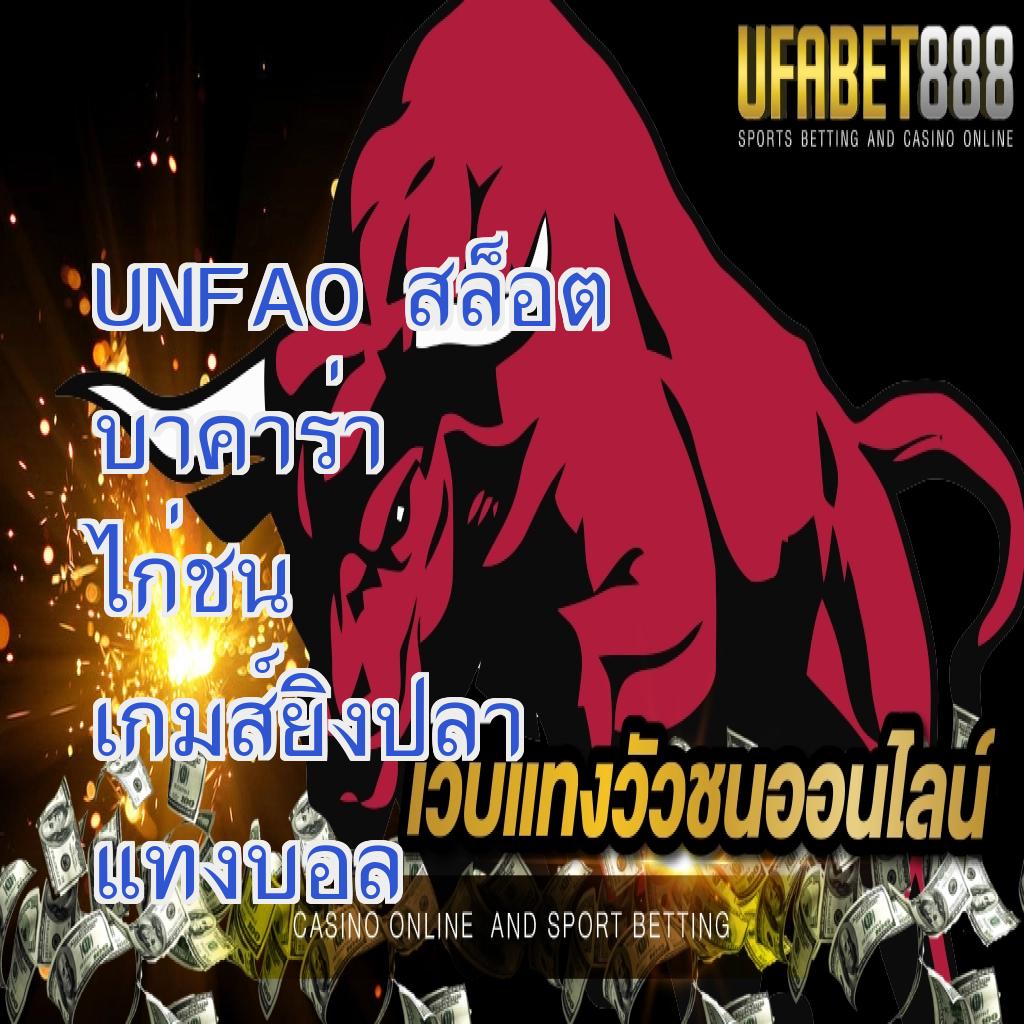 UFABET888
SPORTS BETTING AND CASINO ONLINE
UNFAO สล็อต
บาคาร่า
ไก่ชน
เกมส์ยิงปลา
แทงบอล
เว็บแทงวัวชนออนไลน์
CASINO ONLINE AND SPORT BETTING